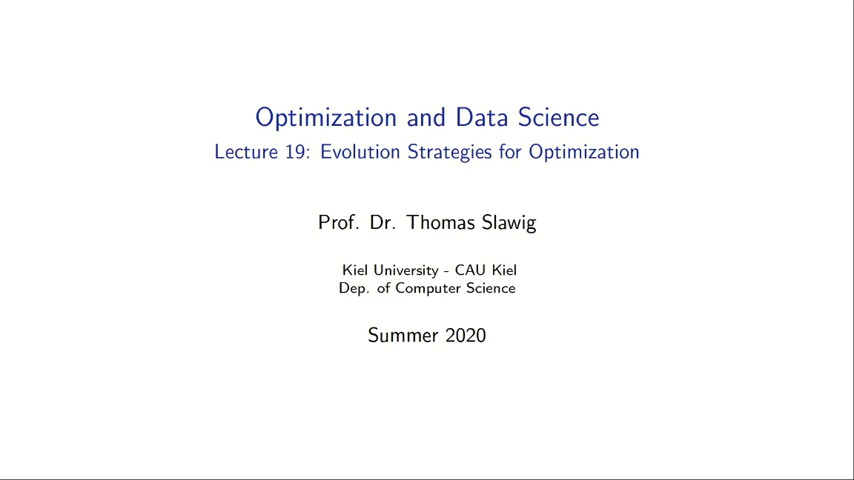 Optimization and Data Science
Lecture 19: Evolution Strategies for Optimization
Prof. Dr. Thomas Slawig
Kiel University - CAU Kiel
Dep. of Computer Science
Summer 2020